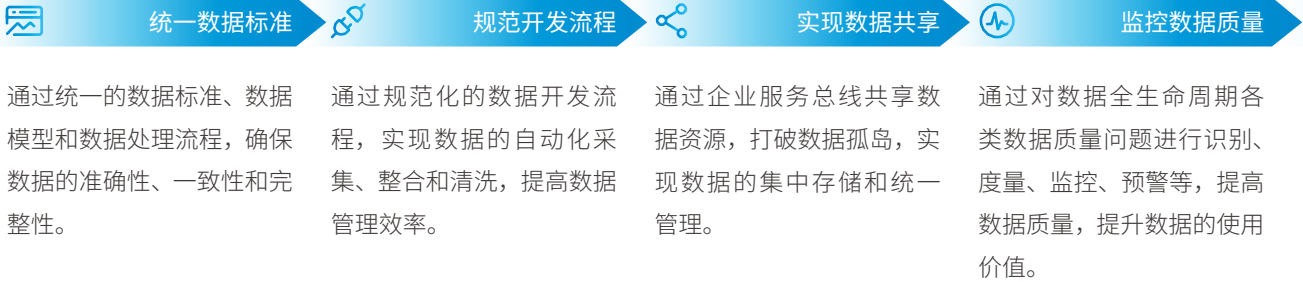 统一数据标准
通过统一的数据标准、数据
模型和数据处理流程，确保
数据的准确性、一致性和完
整性。
规范开发流程
通过规范化的数据开发流
程，实现数据的自动化采
集、整合和清洗，提高数据
管理效率。
实现数据共享
通过企业服务总线共享数
据资源，打破数据孤岛，实
现数据的集中存储和统一
管理。
监控数据质量
通过对数据全生命周期各
类数据质量问题进行识别、
度量、监控、预警等，提高
数据质量，提升数据的使用
价值。